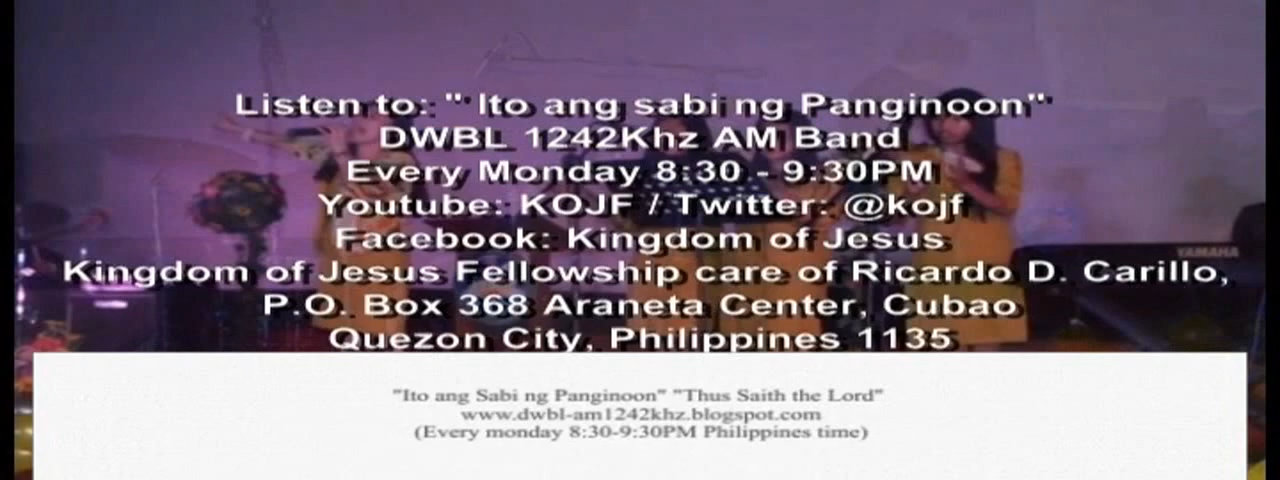 Listen to: " Ito ang sabi ng Panginoon"
DWBL 1242Khz AM Band
Every Monday 8:30 - 9:30PM
Youtube: KOJF / Twitter: @kojf
Facebook: Kingdom of Jesus
YAMAHA
Kingdom of Jesus Fellowship care of Ricardo D. Carillo,
P.O. Box 368 Araneta Center, Cubao
Quezon City, Philippines 1135
"Ito ang Sabi ng Panginoon" "Thus Saith the Lord"
www.dwbl-am1242khz.blogspot.com
(Every monday 8:30-9:30PM Philippines time)